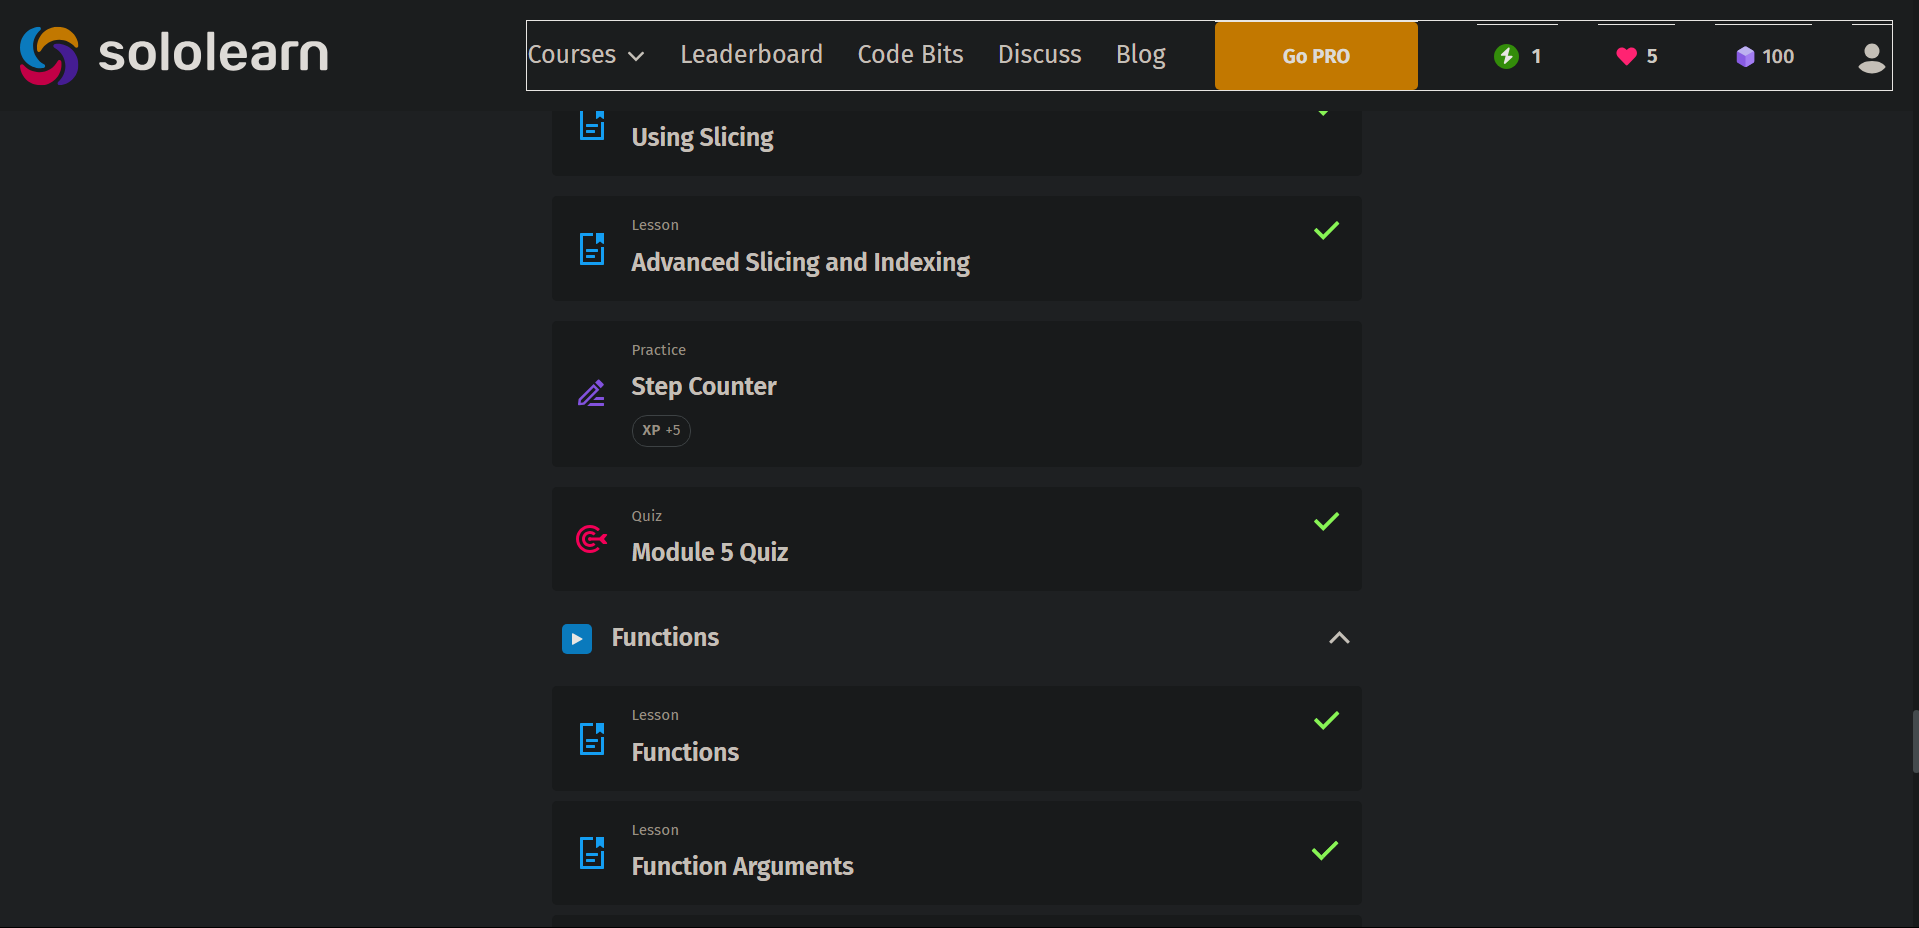 sololearn
Courses Leaderboard Code Bits Discuss Blog Go PRO 1 5 100
Using Slicing
Lesson
Advanced Slicing and Indexing
Practice
Step Counter
XP +5
Quiz
Module 5 Quiz
Functions
Lesson
Functions
Lesson
Function Arguments